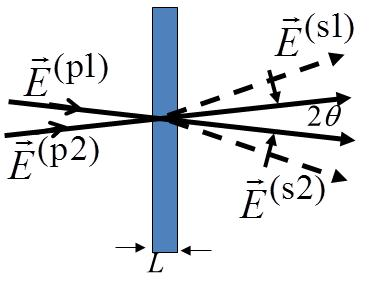 E⃗(s1)
E⃗(p1)
2θ
E⃗(p2)
E⃗(s2)
L